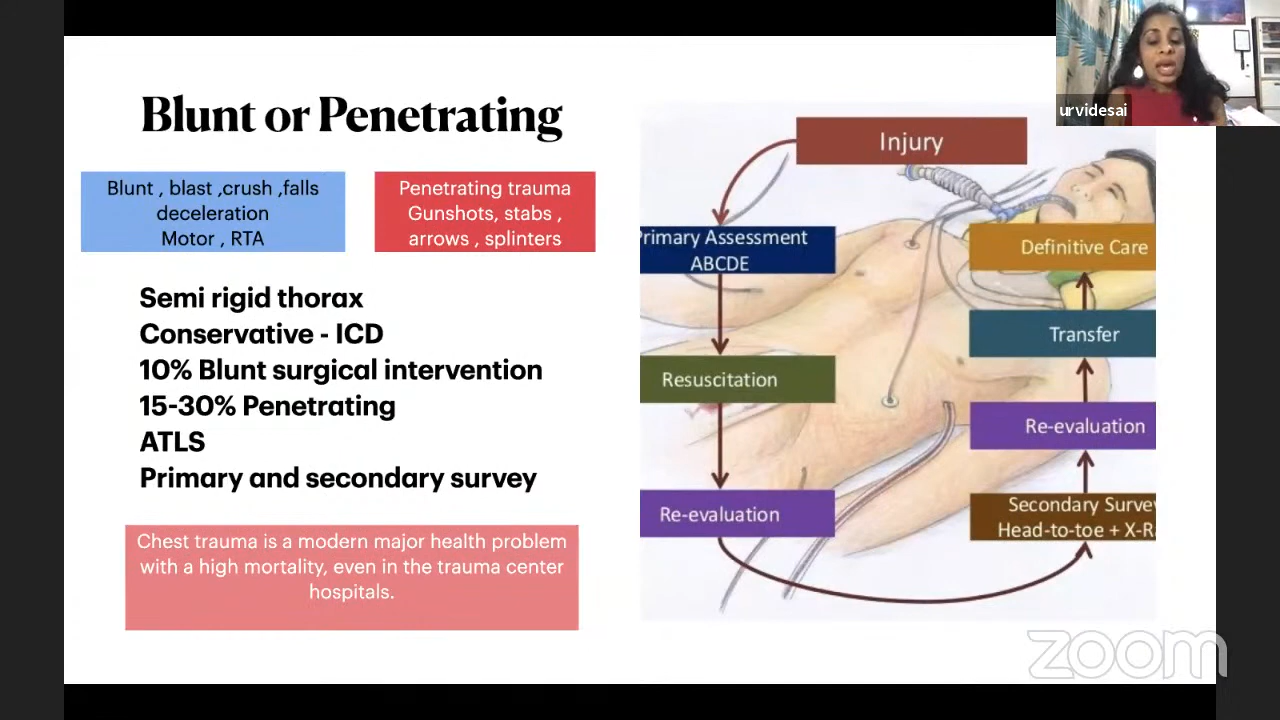 Blunt or Penetrating
Blunt , blast ,crush ,falls
deceleration
Motor , RTA
Penetrating trauma
Gunshots, stabs ,
arrows , splinters
Semi rigid thorax
Conservative - ICD
10% Blunt surgical intervention
15-30% Penetrating
ATLS
Primary and secondary survey
Chest trauma is a modern major health problem
with a high mortality, even in the trauma center
hospitals.
Injury
Primary Assessment
ABCDE
Resuscitation
Re-evaluation
Secondary Survey
Head-to-toe + X-Ra
Re-evaluation
Transfer
Definitive Care
urvidesai
zoom